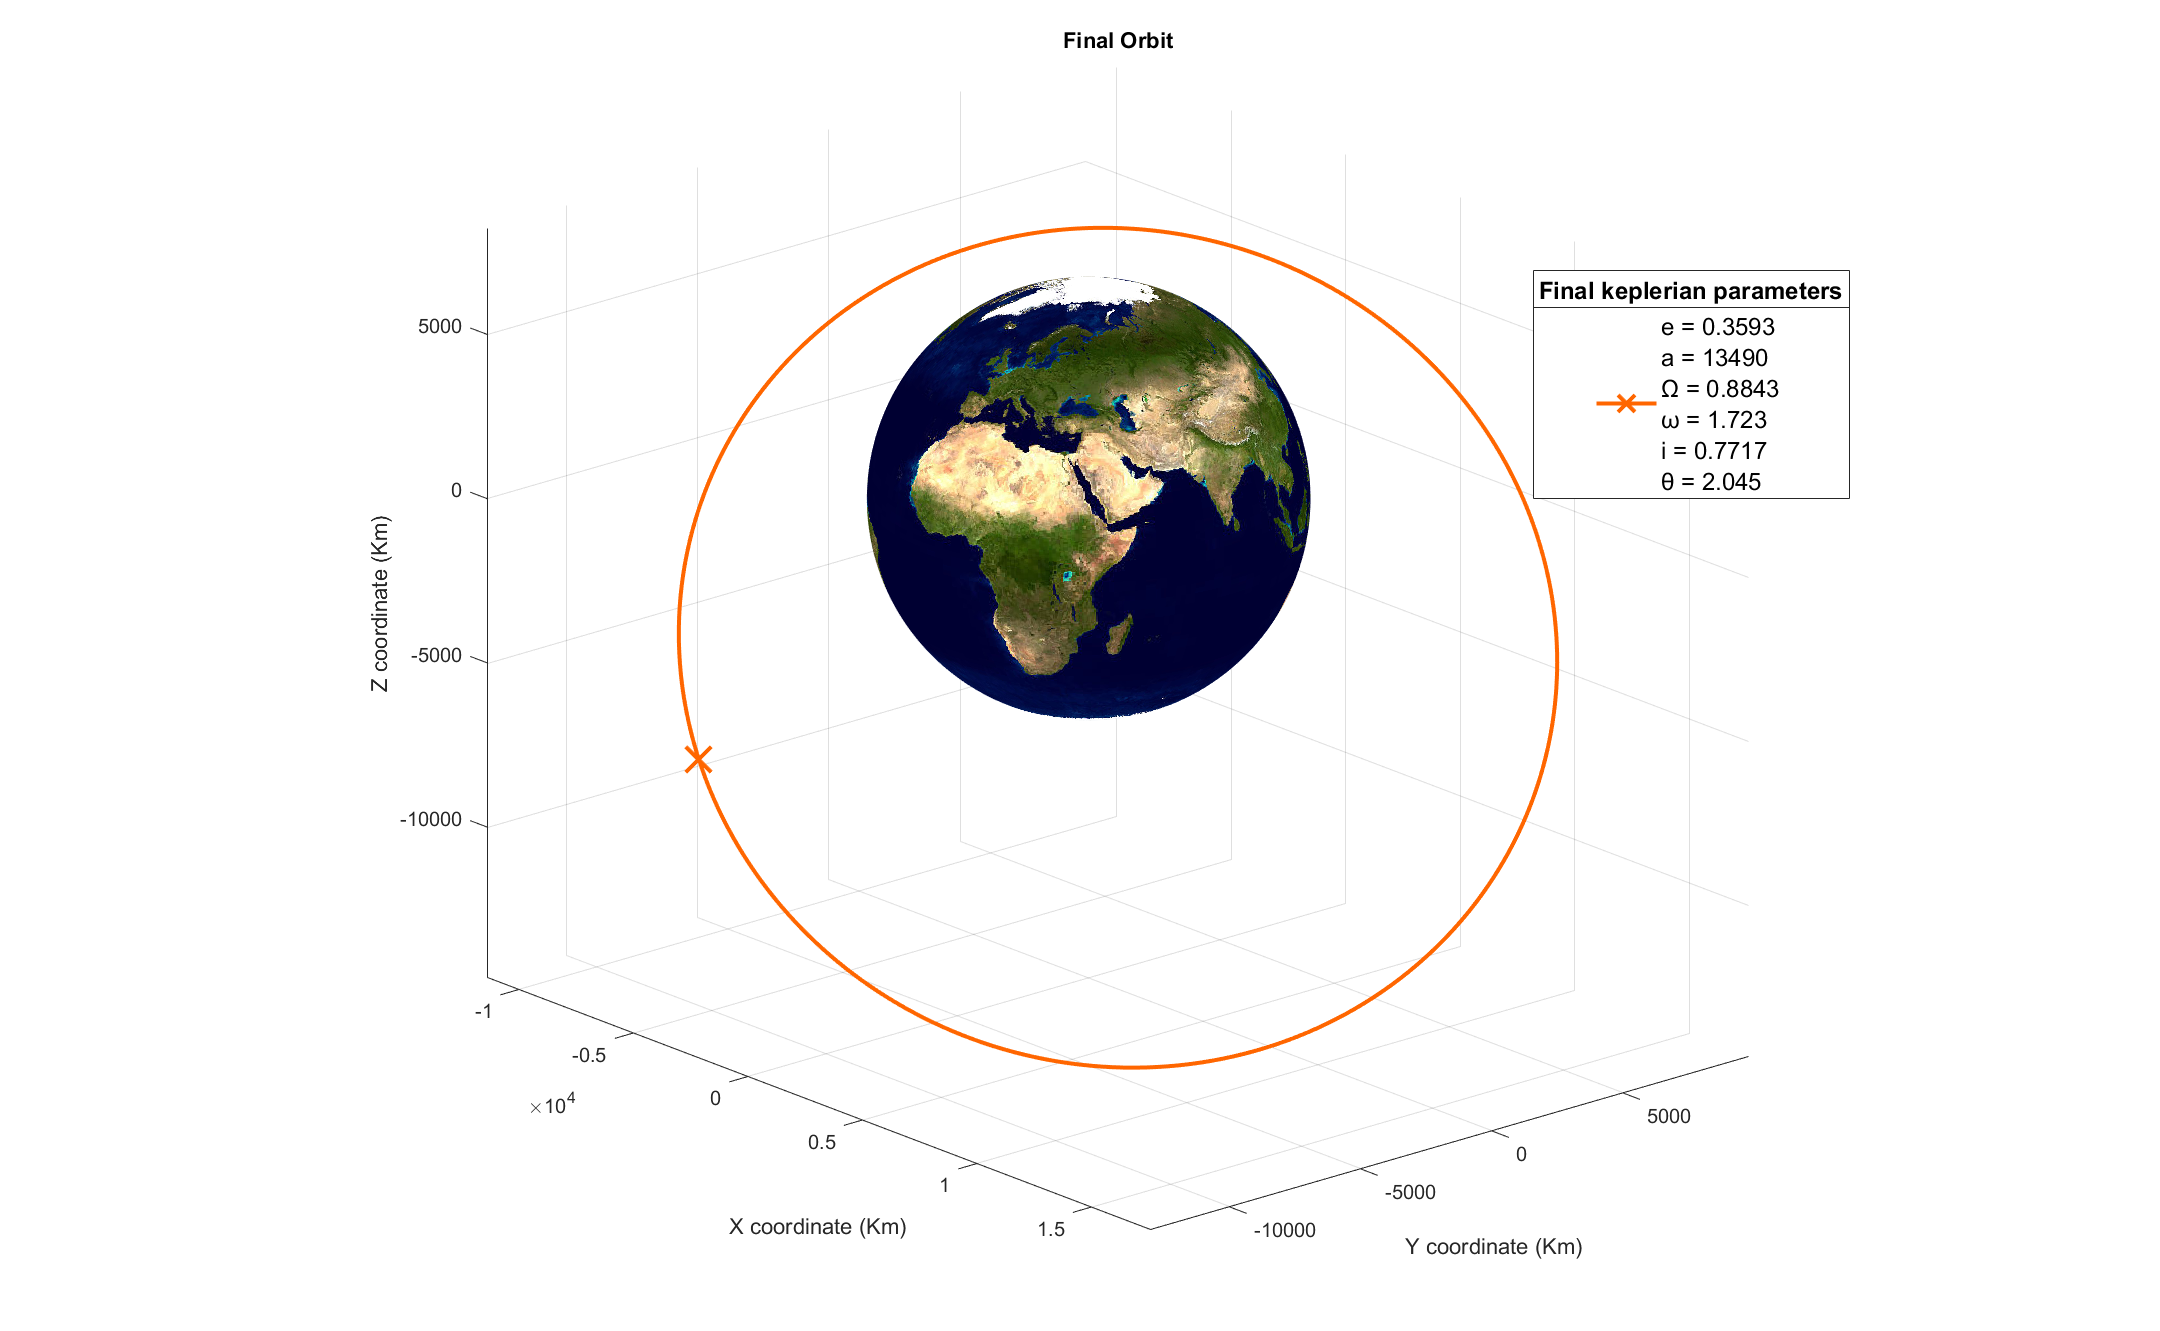 Final Orbit
Final keplerian parameters
e = 0.3593
a = 13490
Ω = 0.8843
ω = 1.723
i = 0.7717
θ = 2.045
5000
0
-5000
-10000
Z coordinate (Km)
-1
-0.5
0
0.5
1
1.5
×10⁴
X coordinate (Km)
5000
0
-5000
-10000
Y coordinate (Km)